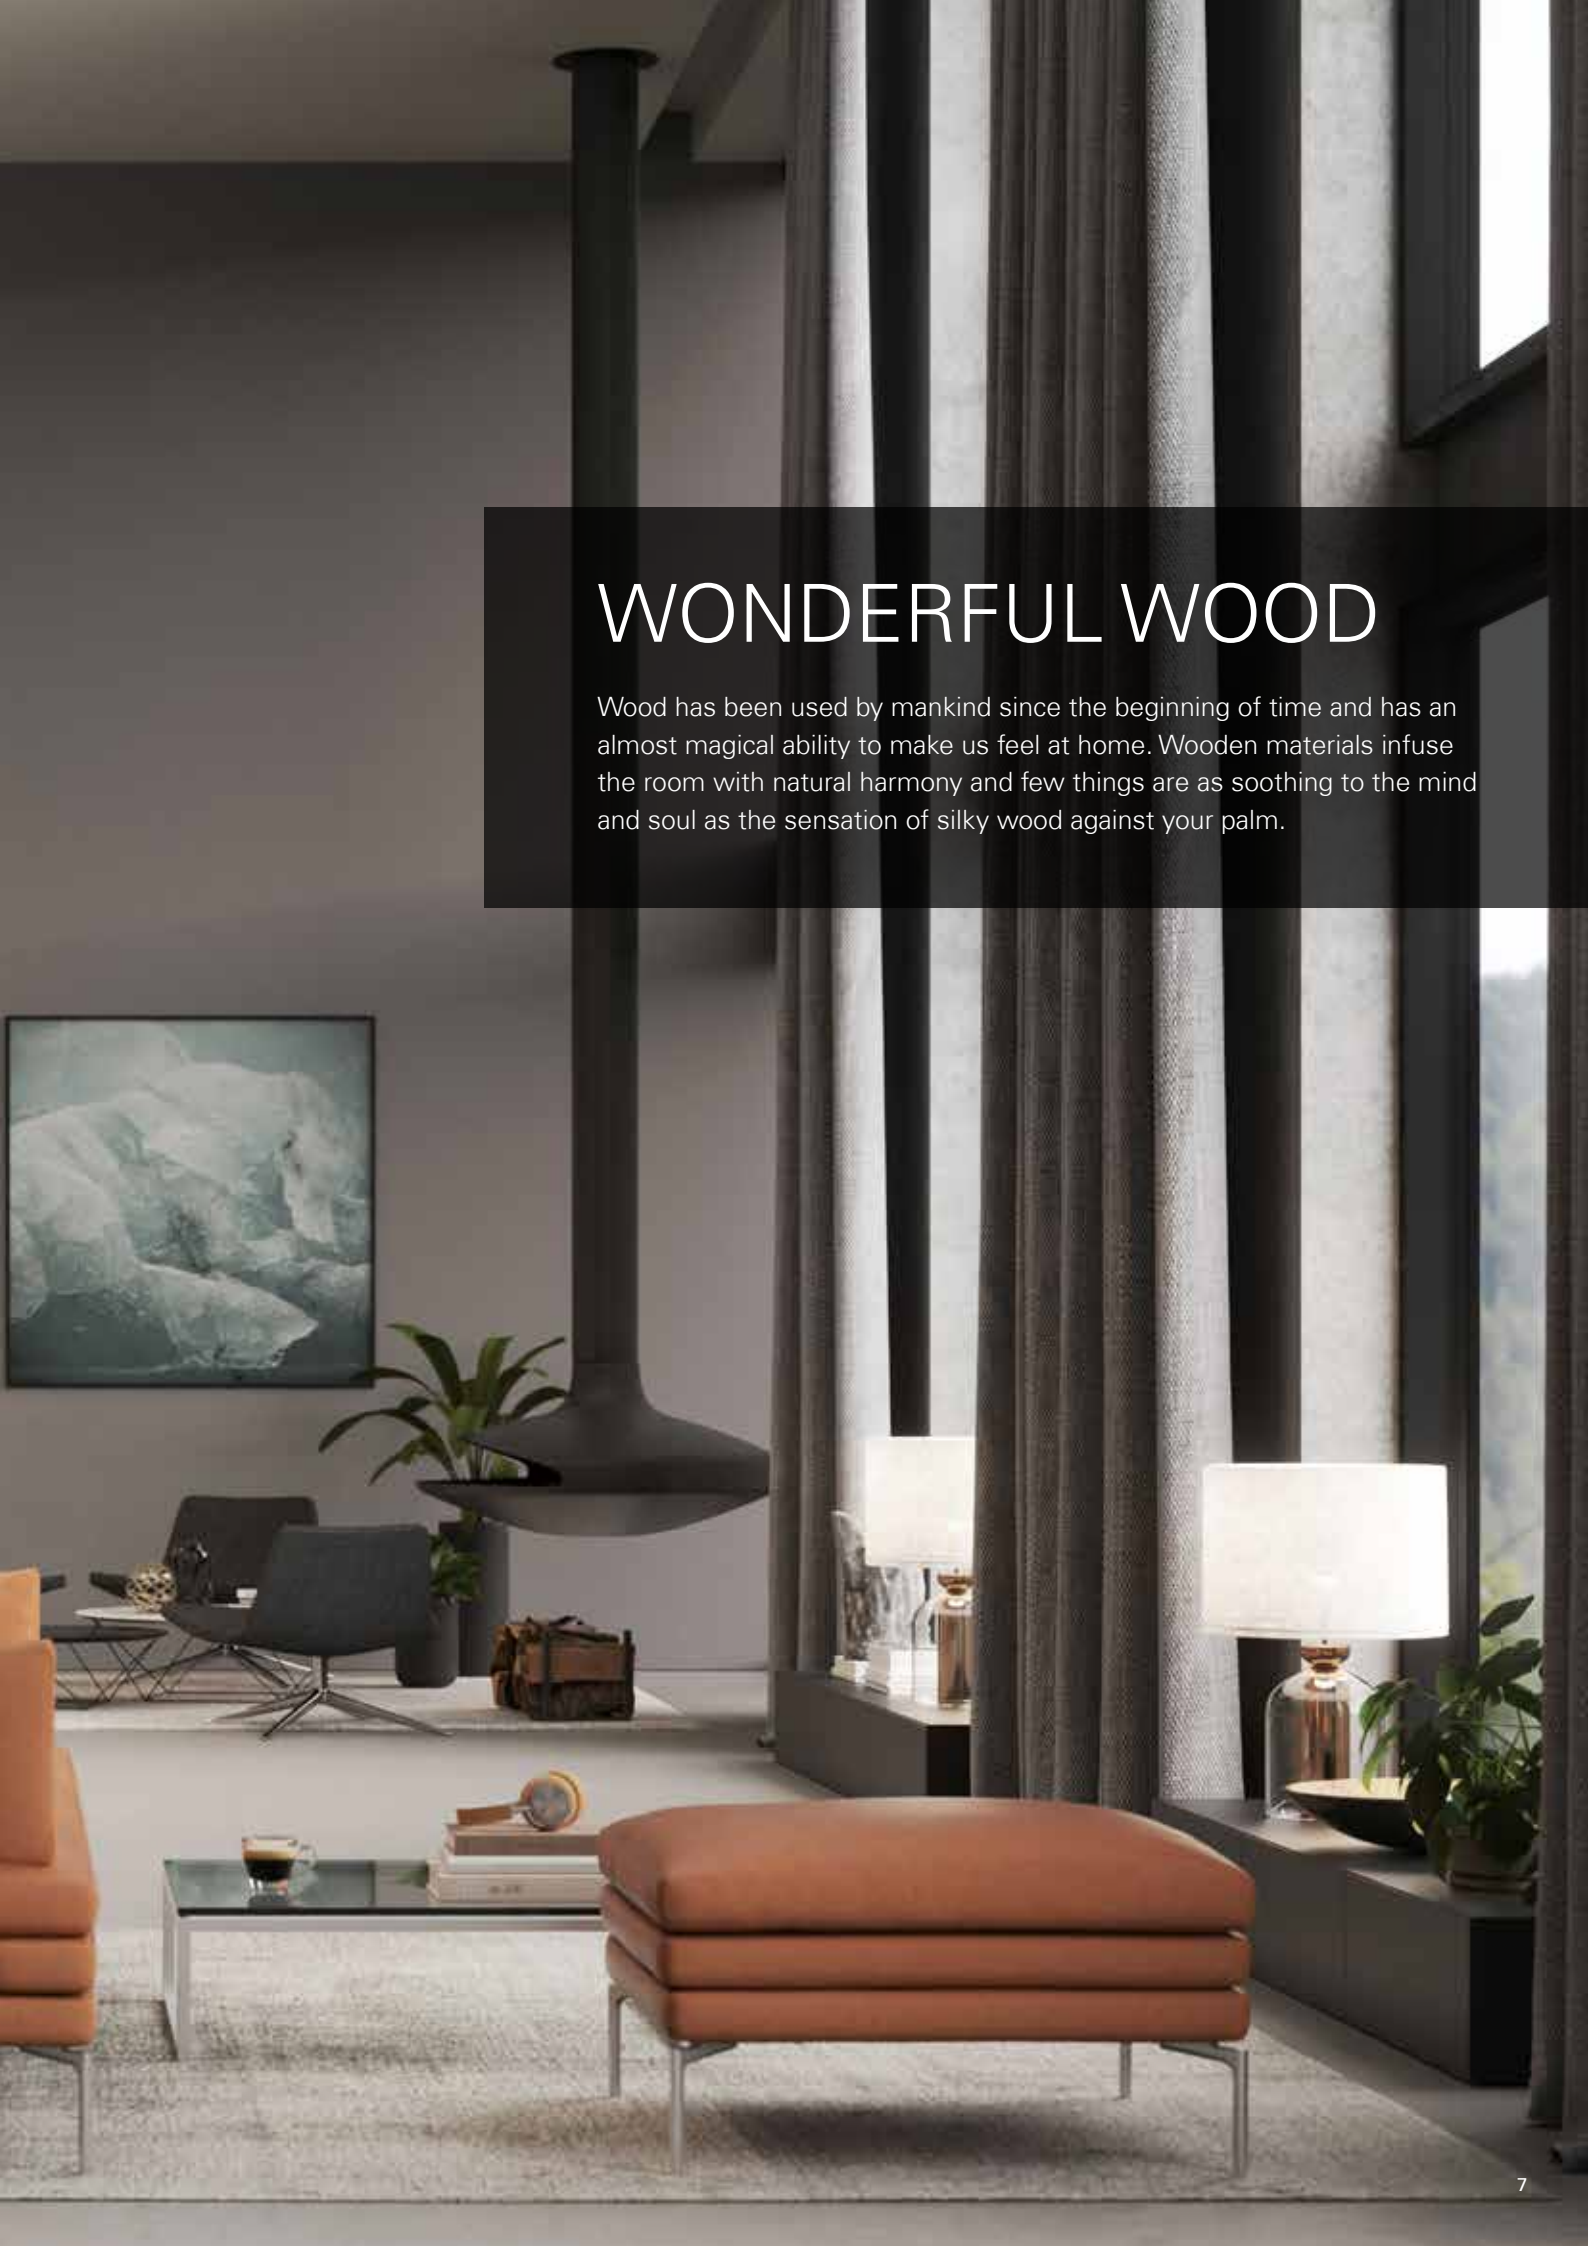 WONDERFUL WOOD
Wood has been used by mankind since the beginning of time and has an
almost magical ability to make us feel at home. Wooden materials infuse
the room with natural harmony and few things are as soothing to the mind
and soul as the sensation of silky wood against your palm.
7